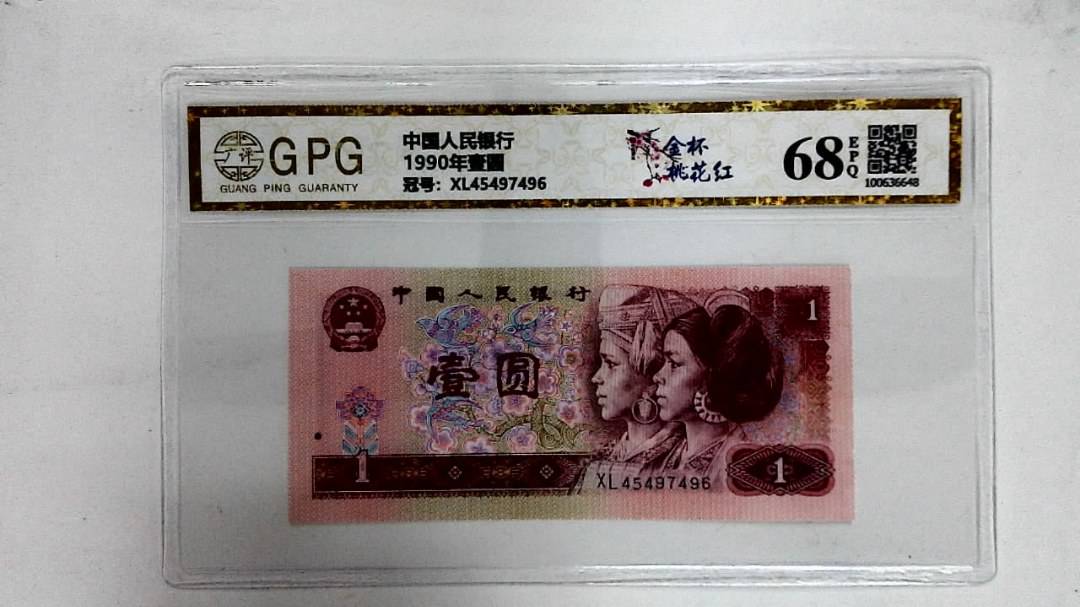 广评
GPG
GUANG PING GUARANTY
中国人民银行
1990年壹圆
冠号: XL45497496
金杯
桃花红
68
EPQ
100636648
中國人民銀行
1
壹圆
1
XL45497496
1